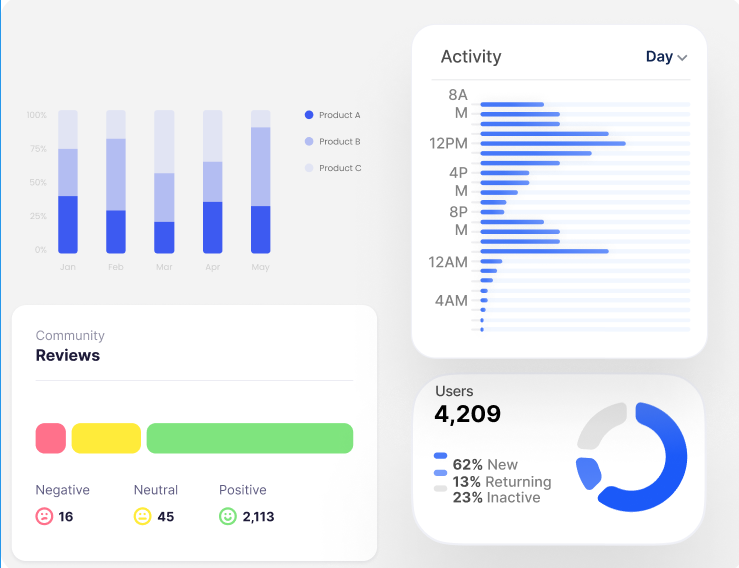 100%
75%
50%
25%
0%
Jan Feb Mar Apr May
Product A
Product B
Product C
Community
Reviews
Negative Neutral Positive
16 45 2,113
Activity Day
8A
M
12PM
4P
M
8P
M
12AM
4AM
Users
4,209
62% New
13% Returning
23% Inactive